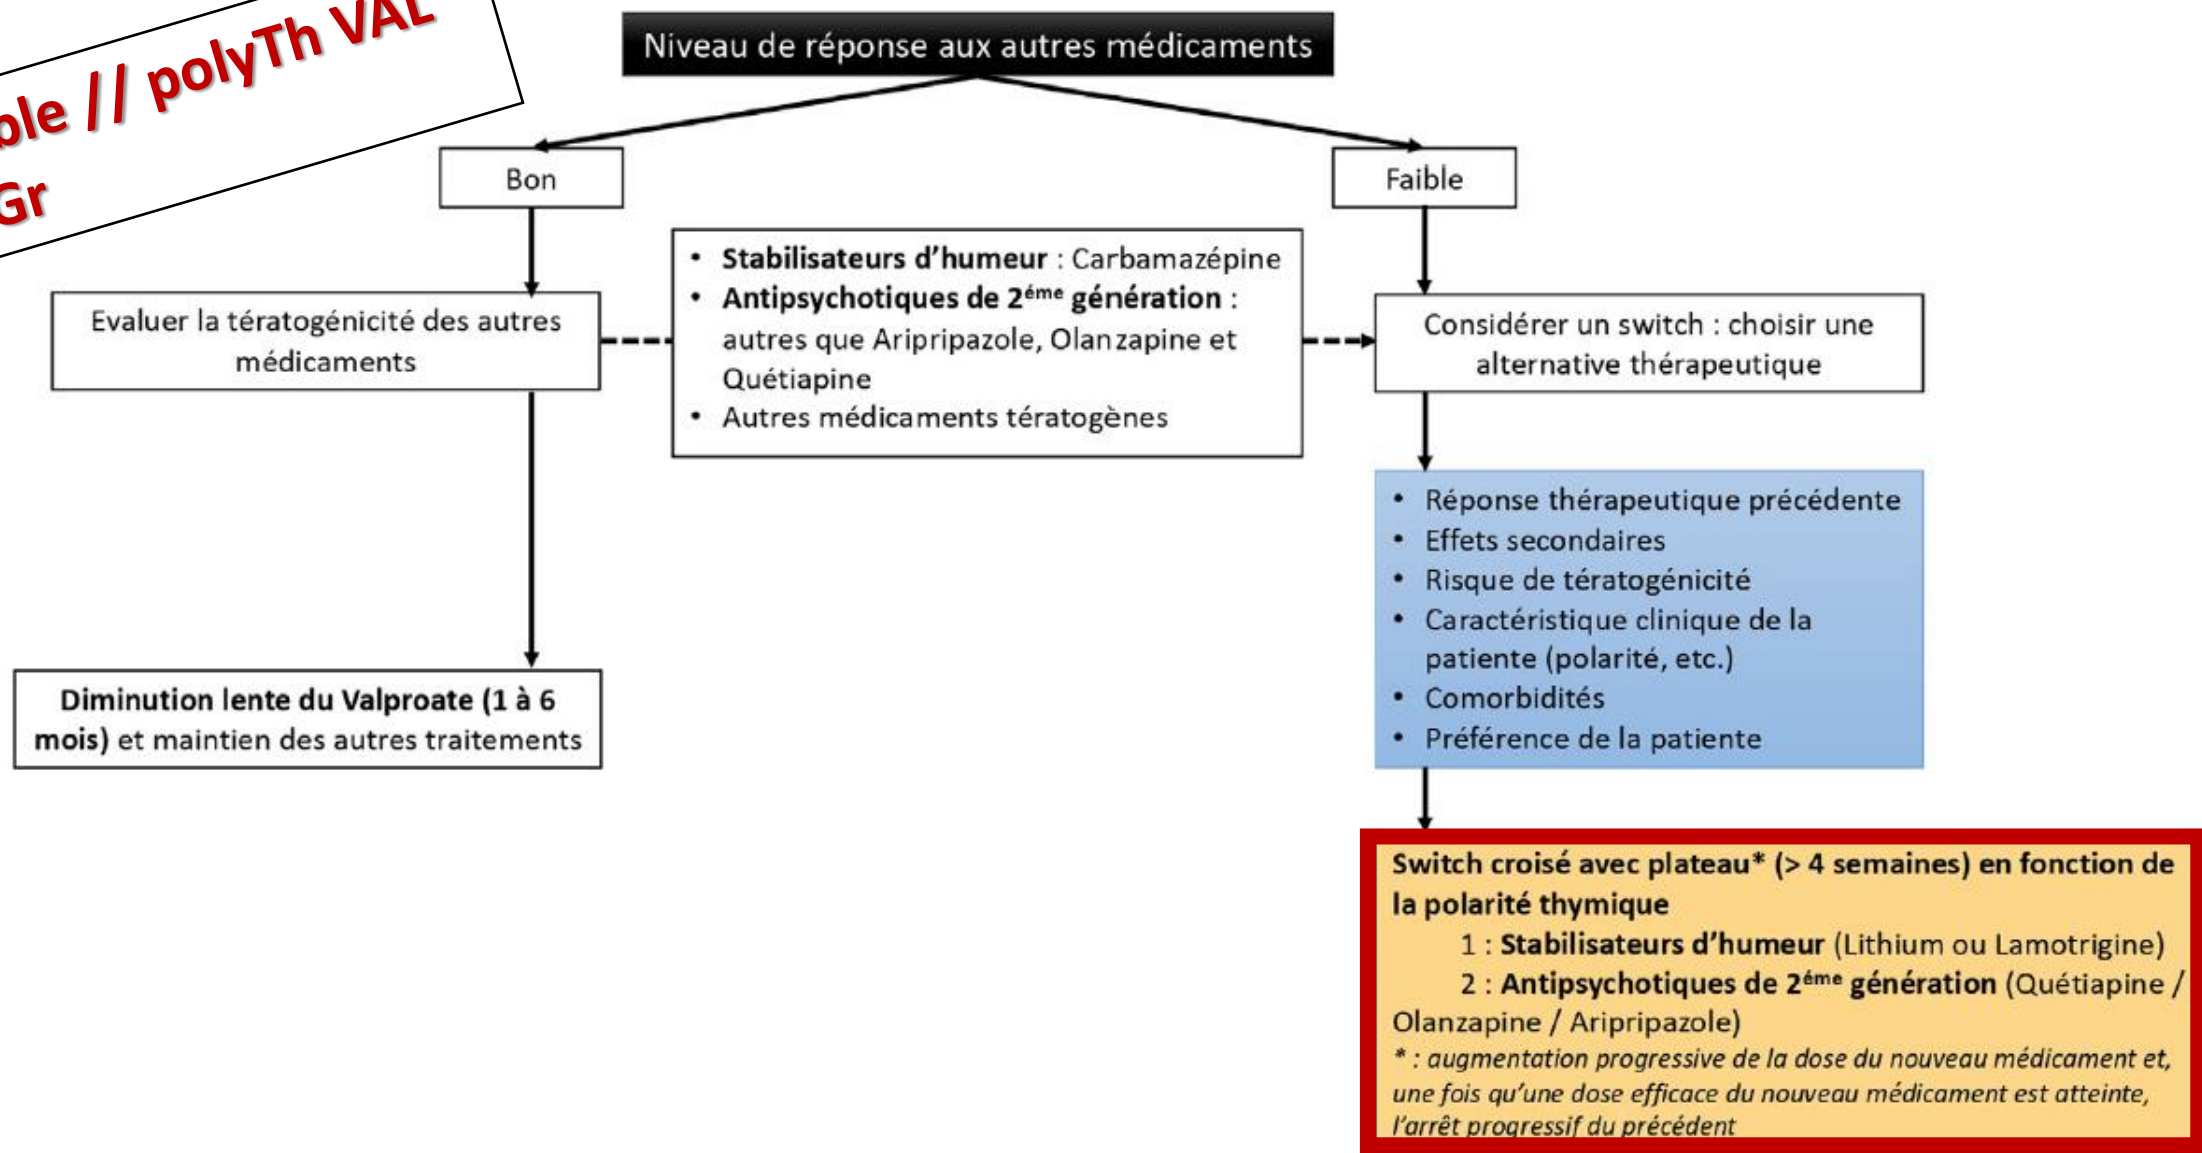 // polyTh VAL
Gr
Niveau de réponse aux autres médicaments
Bon
Faible
• Stabilisateurs d’humeur : Carbamazépine
• Antipsychotiques de 2éme génération :
autres que Aripripazole, Olanzapine et
Quétiapine
• Autres médicaments tératogènes
Evaluer la tératogénicité des autres
médicaments
Considérer un switch : choisir une
alternative thérapeutique
• Réponse thérapeutique précédente
• Effets secondaires
• Risque de tératogénicité
• Caractéristique clinique de la
patiente (polarité, etc.)
• Comorbidités
• Préférence de la patiente
Diminution lente du Valproate (1 à 6
mois) et maintien des autres traitements
Switch croisé avec plateau* (> 4 semaines) en fonction de
la polarité thymique
1 : Stabilisateurs d’humeur (Lithium ou Lamotrigine)
2 : Antipsychotiques de 2éme génération (Quétiapine /
Olanzapine / Aripripazole)
* : augmentation progressive de la dose du nouveau médicament et,
une fois qu’une dose efficace du nouveau médicament est atteinte,
l’arrêt progressif du précédent